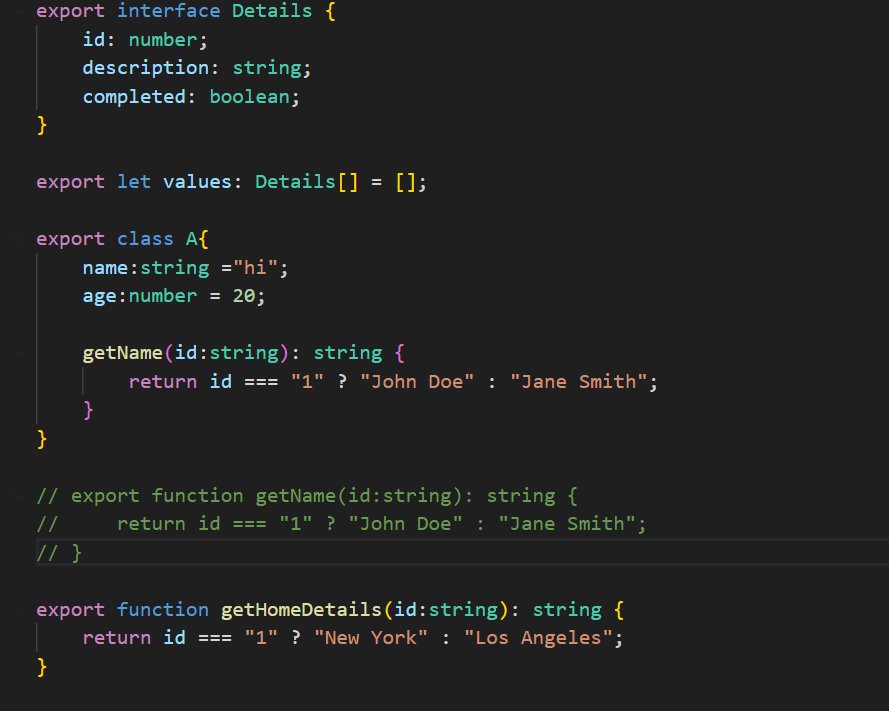 export interface Details {
    id: number;
    description: string;
    completed: boolean;
}

export let values: Details[] = [];

export class A{
    name:string ="hi";
    age:number = 20;

    getName(id:string): string {
        return id === "1" ? "John Doe" : "Jane Smith";
    }
}

// export function getName(id:string): string {
//     return id === "1" ? "John Doe" : "Jane Smith";
// }

export function getHomeDetails(id:string): string {
    return id === "1" ? "New York" : "Los Angeles";
}